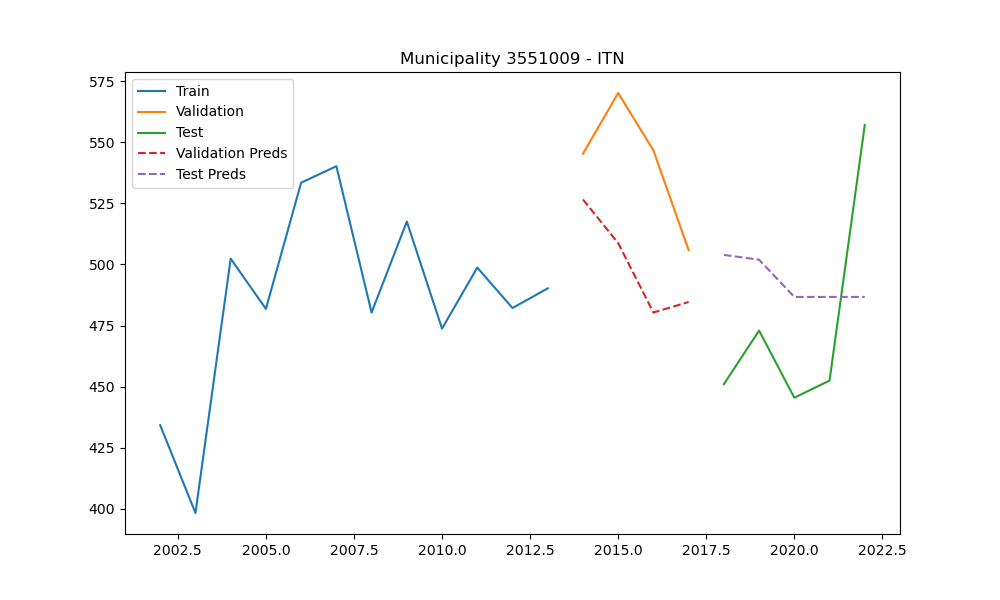 Municipality 3551009 - ITN
575
550
525
500
475
450
425
400
Train
Validation
Test
Validation Preds
Test Preds
2002.5 2005.0 2007.5 2010.0 2012.5 2015.0 2017.5 2020.0 2022.5